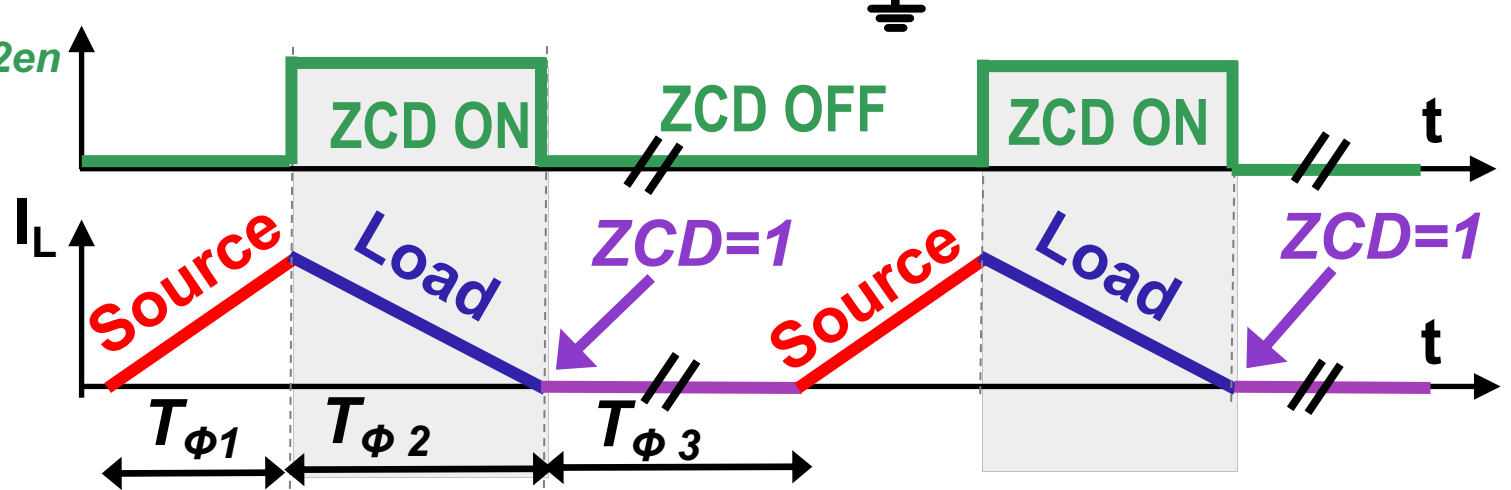 2en
ZCD ON
ZCD OFF
ZCD ON
t
I_L
Source
Load
ZCD=1
Source
Load
ZCD=1
t
T_Φ1
T_Φ 2
T_Φ 3